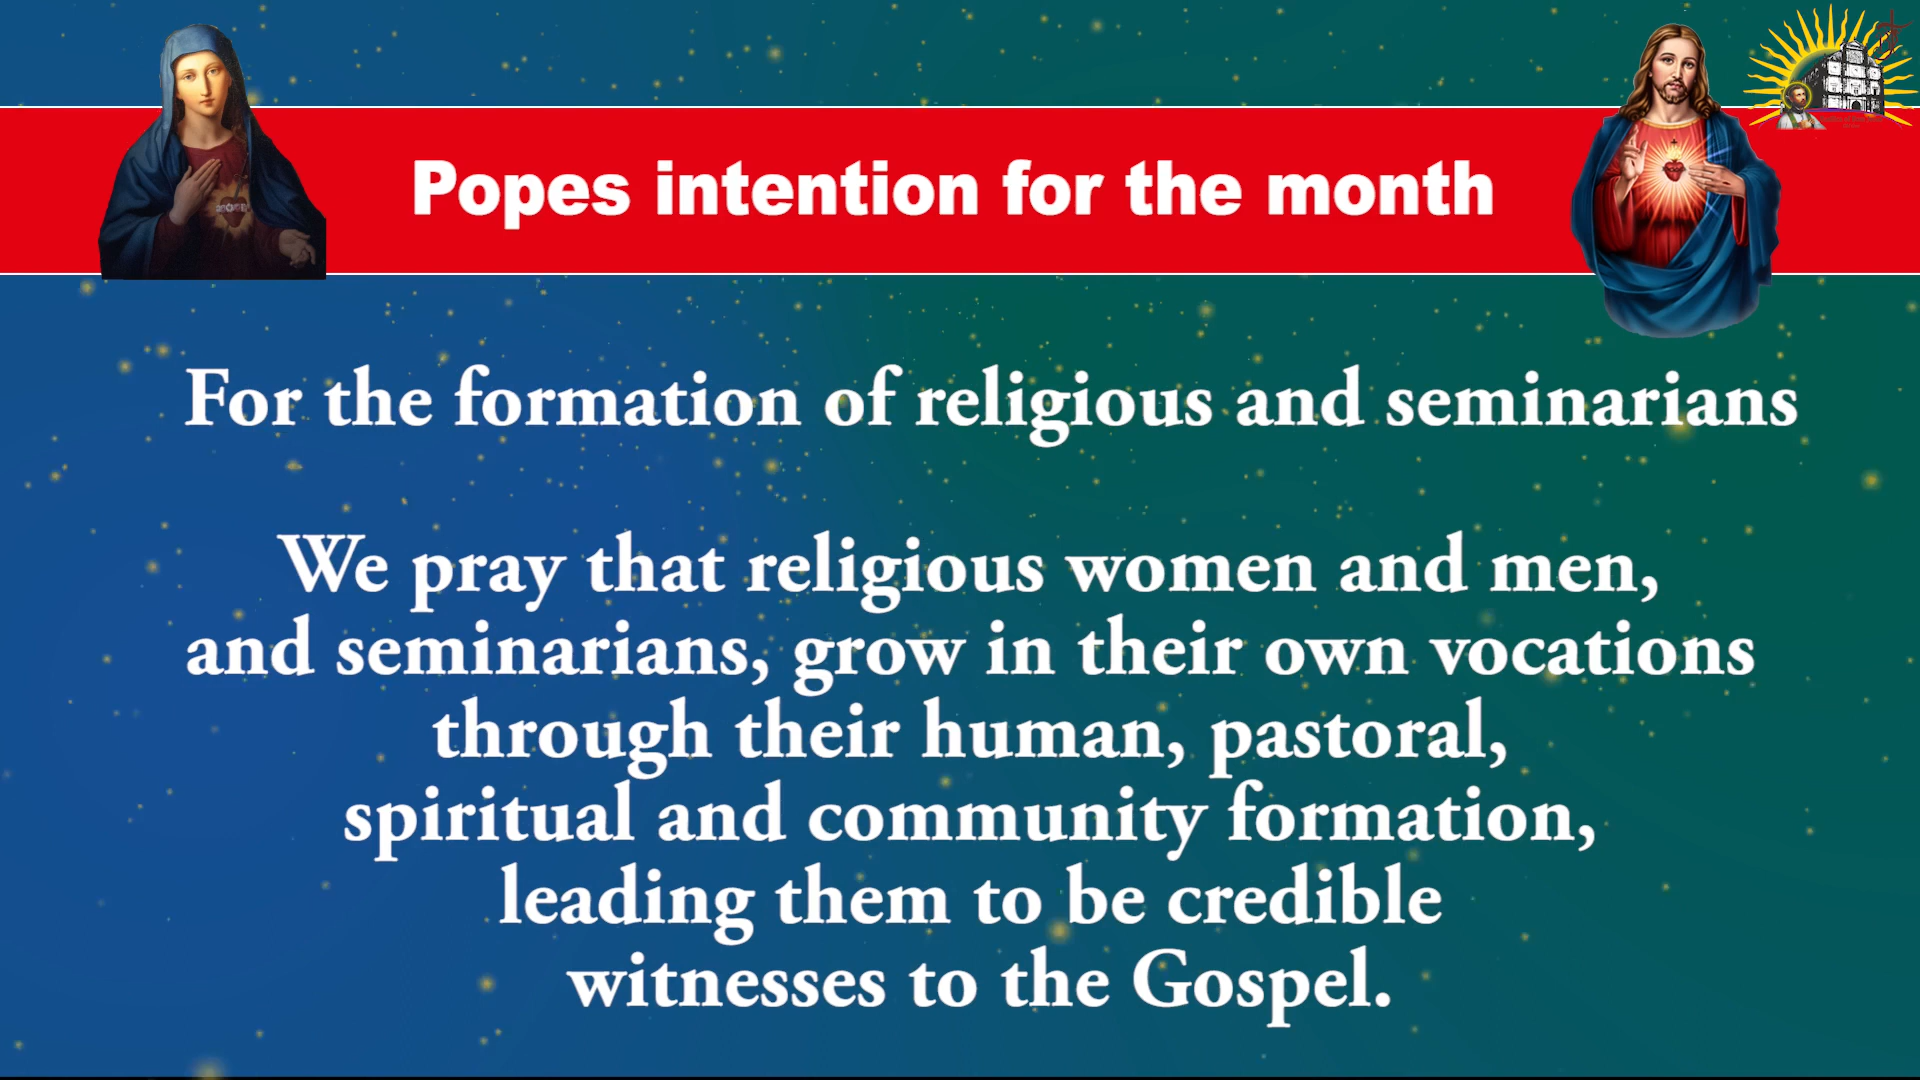 Popes intention for the month
For the formation of religious and seminarians
We pray that religious women and men,
and seminarians, grow in their own vocations
through their human, pastoral,
spiritual and community formation,
leading them to be credible
witnesses to the Gospel.